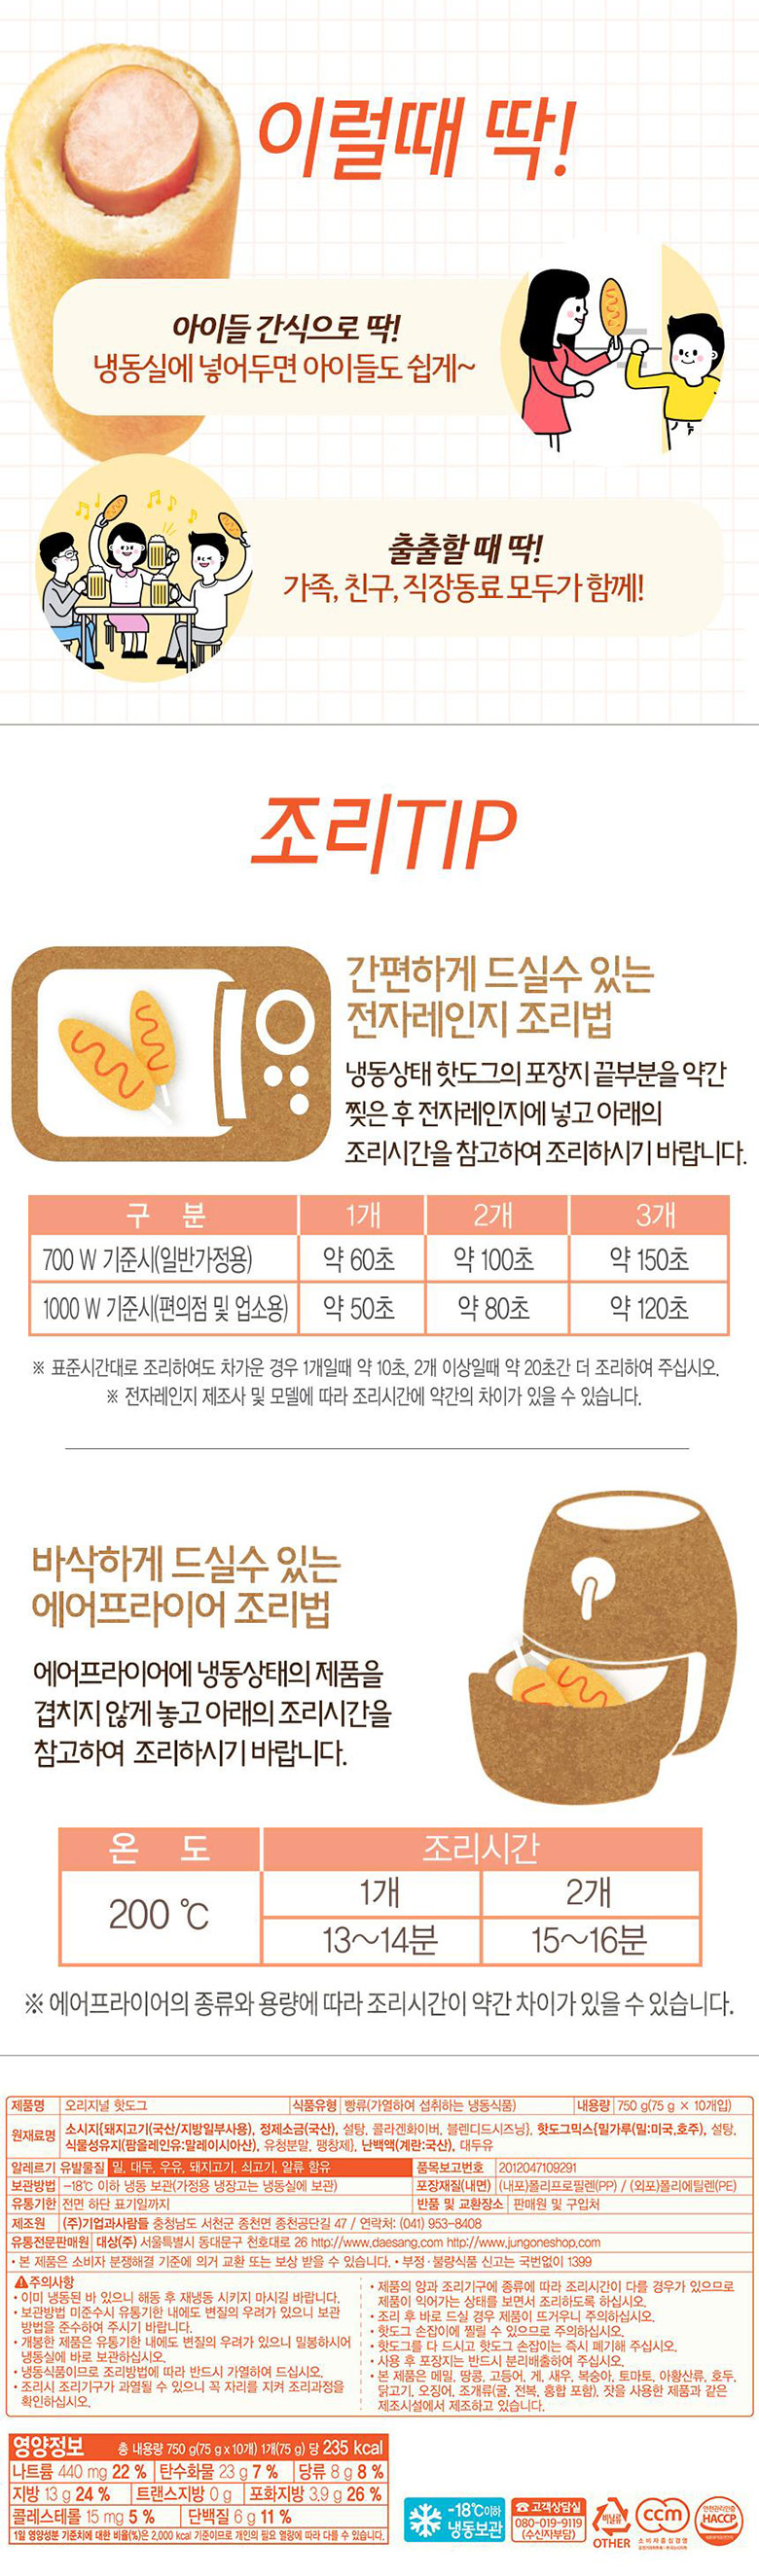 이럴때 딱!
아이들 간식으로 딱!
냉동실에 넣어두면 아이들도 쉽게~
출출할 때 딱!
가족, 친구, 직장동료 모두가 함께!
조리TIP
간편하게 드실수 있는
전자레인지 조리법
냉동상태 핫도그의 포장지 끝부분을 약간
찢은 후 전자레인지에 넣고 아래의
조리시간을 참고하여 조리하시기 바랍니다.
구 분 1개 2개 3개
700 W 기준시(일반가정용) 약 60초 약 100초 약 150초
1000 W 기준시(편의점 및 업소용) 약 50초 약 80초 약 120초
※ 표준시간대로 조리하여도 차가운 경우 1개일때 약 10초, 2개 이상일때 약 20초간 더 조리하여 주십시오.
※ 전자레인지 제조사 및 모델에 따라 조리시간에 약간의 차이가 있을 수 있습니다.
바삭하게 드실수 있는
에어프라이어 조리법
에어프라이어에 냉동상태의 제품을
겹치지 않게 놓고 아래의 조리시간을
참고하여 조리하시기 바랍니다.
온 도 조리시간
200 ℃ 1개 2개
13~14분 15~16분
※ 에어프라이어의 종류와 용량에 따라 조리시간이 약간 차이가 있을 수 있습니다.
제품명 오리지널 핫도그 식품유형 빵류(가열하여 섭취하는 냉동식품) 내용량 750 g(75 g × 10개입)
원재료명 소시지{돼지고기(국산/지방일부사용), 정제소금(국산), 설탕, 콜라겐화이버, 블렌디드시즈닝}, 핫도그믹스{밀가루(밀:미국,호주), 설탕,
식물성유지(팜올레인유:말레이시아산), 유청분말, 팽창제}, 난백액(계란:국산), 대두유
알레르기 유발물질 밀, 대두, 우유, 돼지고기, 쇠고기, 알류 함유 품목보고번호 2012047109291
보관방법 -18℃ 이하 냉동 보관(가정용 냉장고는 냉동실에 보관) 포장재질(내면) (내포)폴리프로필렌(PP) / (외포)폴리에틸렌(PE)
유통기한 전면 하단 표기일까지 반품 및 교환장소 판매원 및 구입처
제조원 (주)기업과사람들 충청남도 서천군 종천면 종천공단길 47 / 연락처: (041) 953-8408
유통전문판매원 대상(주) 서울특별시 동대문구 천호대로 26 http://www.daesang.com http://www.jungoneshop.com
• 본 제품은 소비자 분쟁해결 기준에 의거 교환 또는 보상 받을 수 있습니다. • 부정·불량식품 신고는 국번없이 1399
주의사항
• 이미 냉동된 바 있으니 해동 후 재냉동 시키지 마시길 바랍니다.
• 보관방법 미준수시 유통기한 내에도 변질의 우려가 있으니 보관
방법을 준수하여 주시기 바랍니다.
• 개봉한 제품은 유통기한 내에도 변질의 우려가 있으니 밀봉하시어
냉동실에 바로 보관하십시오.
• 냉동식품이므로 조리방법에 따라 반드시 가열하여 드십시오.
• 조리시 조리기구가 과열될 수 있으니 꼭 자리를 지켜 조리과정을
확인하십시오.
• 제품의 양과 조리기구에 종류에 따라 조리시간이 다를 경우가 있으므로
제품이 익어가는 상태를 보면서 조리하도록 하십시오.
• 조리 후 바로 드실 경우 제품이 뜨거우니 주의하십시오.
• 핫도그 손잡이에 찔릴 수 있으므로 주의하십시오.
• 핫도그를 다 드시고 핫도그 손잡이는 즉시 폐기해 주십시오.
• 사용 후 포장지는 반드시 분리배출하여 주십시오.
• 본 제품은 메밀, 땅콩, 고등어, 게, 새우, 복숭아, 토마토, 아황산류, 호두,
닭고기, 오징어, 조개류(굴, 전복, 홍합 포함), 잣을 사용한 제품과 같은
제조시설에서 제조하고 있습니다.
영양정보 총 내용량 750 g(75 g x 10개) 1개(75 g) 당 235 kcal
나트륨 440 mg 22 % 탄수화물 23 g 7 % 당류 8 g 8 %
지방 13 g 24 % 트랜스지방 0 g 포화지방 3.9 g 26 %
콜레스테롤 15 mg 5 % 단백질 6 g 11 %
1일 영양성분 기준치에 대한 비율(%)은 2,000 kcal 기준이므로 개인의 필요 열량에 따라 다를 수 있습니다.
-18℃이하
냉동보관
고객상담실
080-019-9119
(수신자부담)
비닐류
OTHER
ccm
소비자중심경영
안전관리인증
HACCP